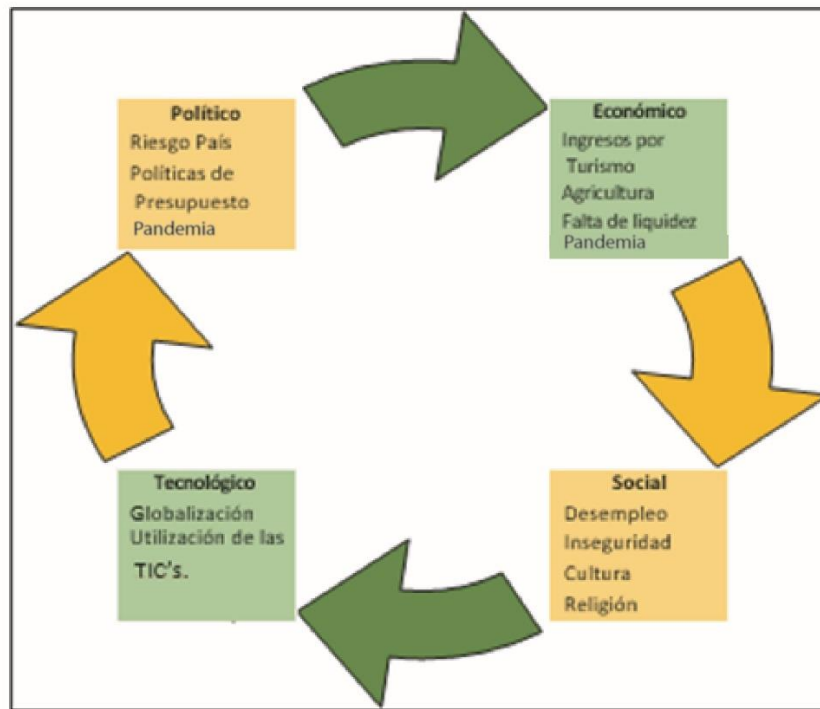 Político
Riesgo País
Políticas de
Presupuesto
Pandemia
Económico
Ingresos por
Turismo
Agricultura
Falta de liquidez
Pandemia
Tecnológico
Globalización
Utilización de las
TIC's.
Social
Desempleo
Inseguridad
Cultura
Religión